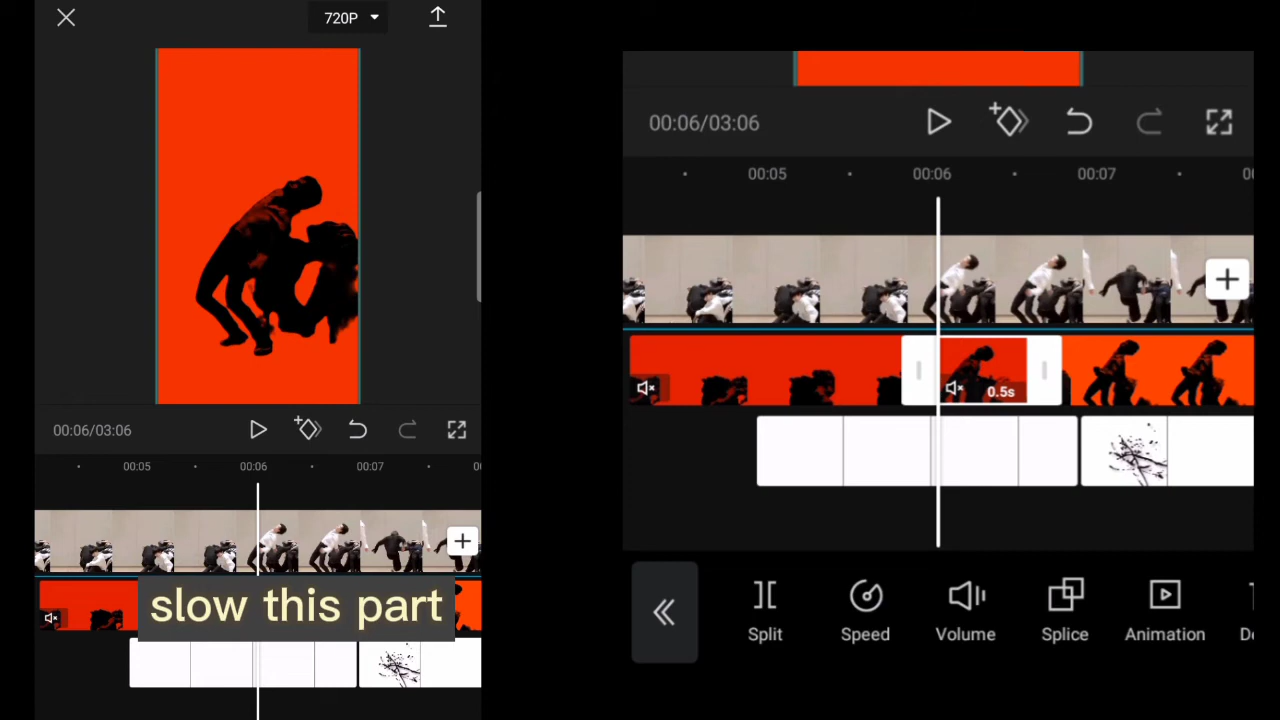 720P
00:06/03:06
00:05
00:06
00:07
slow this part
00:06/03:06
00:05
00:06
00:07
0.5s
Split
Speed
Volume
Splice
Animation